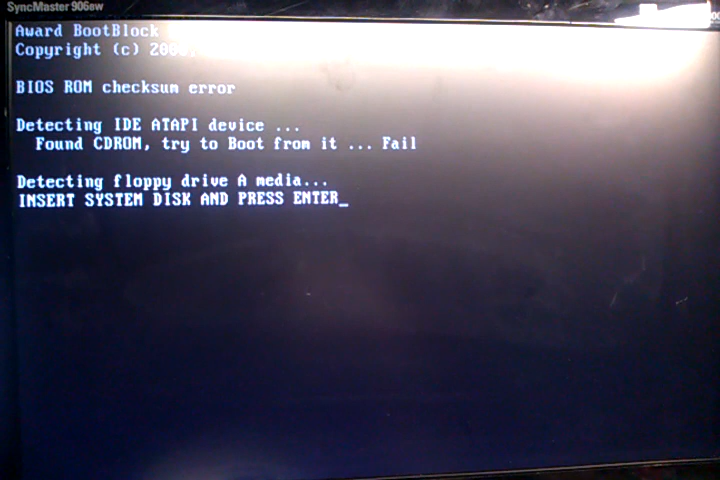 SyncMaster 906ew
Award BootBlock
Copyright (c)
BIOS ROM checksum error
Detecting IDE ATAPI device ...
Found CDROM, try to Boot from it ... Fail
Detecting floppy drive A media...
INSERT SYSTEM DISK AND PRESS ENTER_